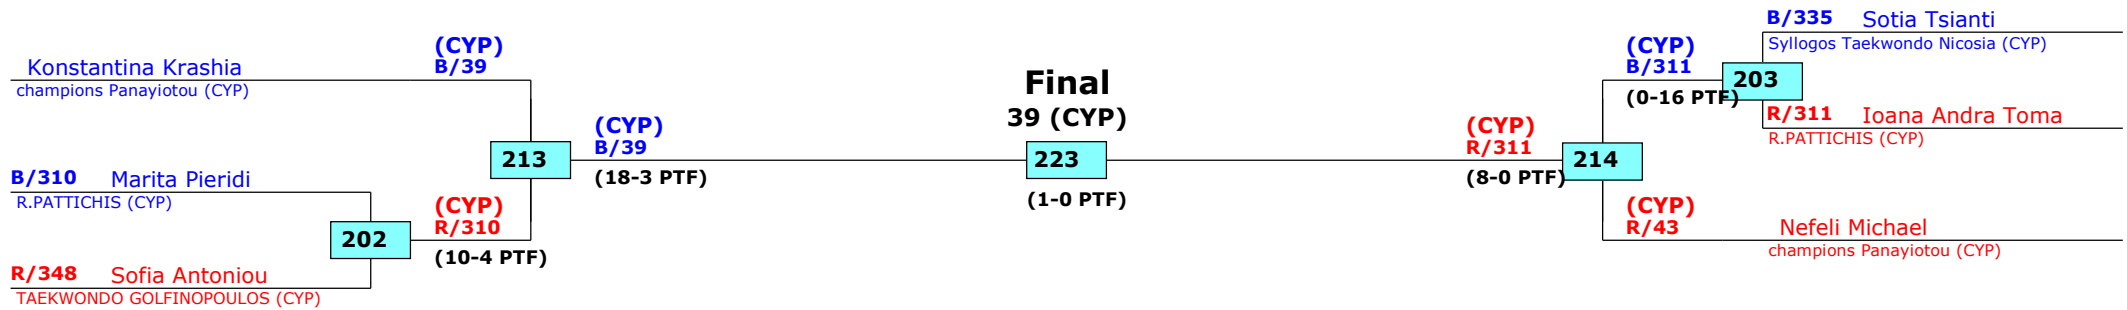 Konstantina Krashia
champions Panayiotou (CYP)
(CYP)
B/39
B/310 Marita Pieridi
R.PATTICHIS (CYP)
202
R/348 Sofia Antoniou
TAEKWONDO GOLFINOPOULOS (CYP)
(CYP)
R/310
(10-4 PTF)
213
(CYP)
B/39
(18-3 PTF)
Final
39 (CYP)
223
(1-0 PTF)
(CYP)
R/311
(8-0 PTF)
214
(CYP)
B/311
(0-16 PTF)
203
B/335 Sotia Tsianti
Syllogos Taekwondo Nicosia (CYP)
R/311 Ioana Andra Toma
R.PATTICHIS (CYP)
(CYP)
R/43
Nefeli Michael
champions Panayiotou (CYP)